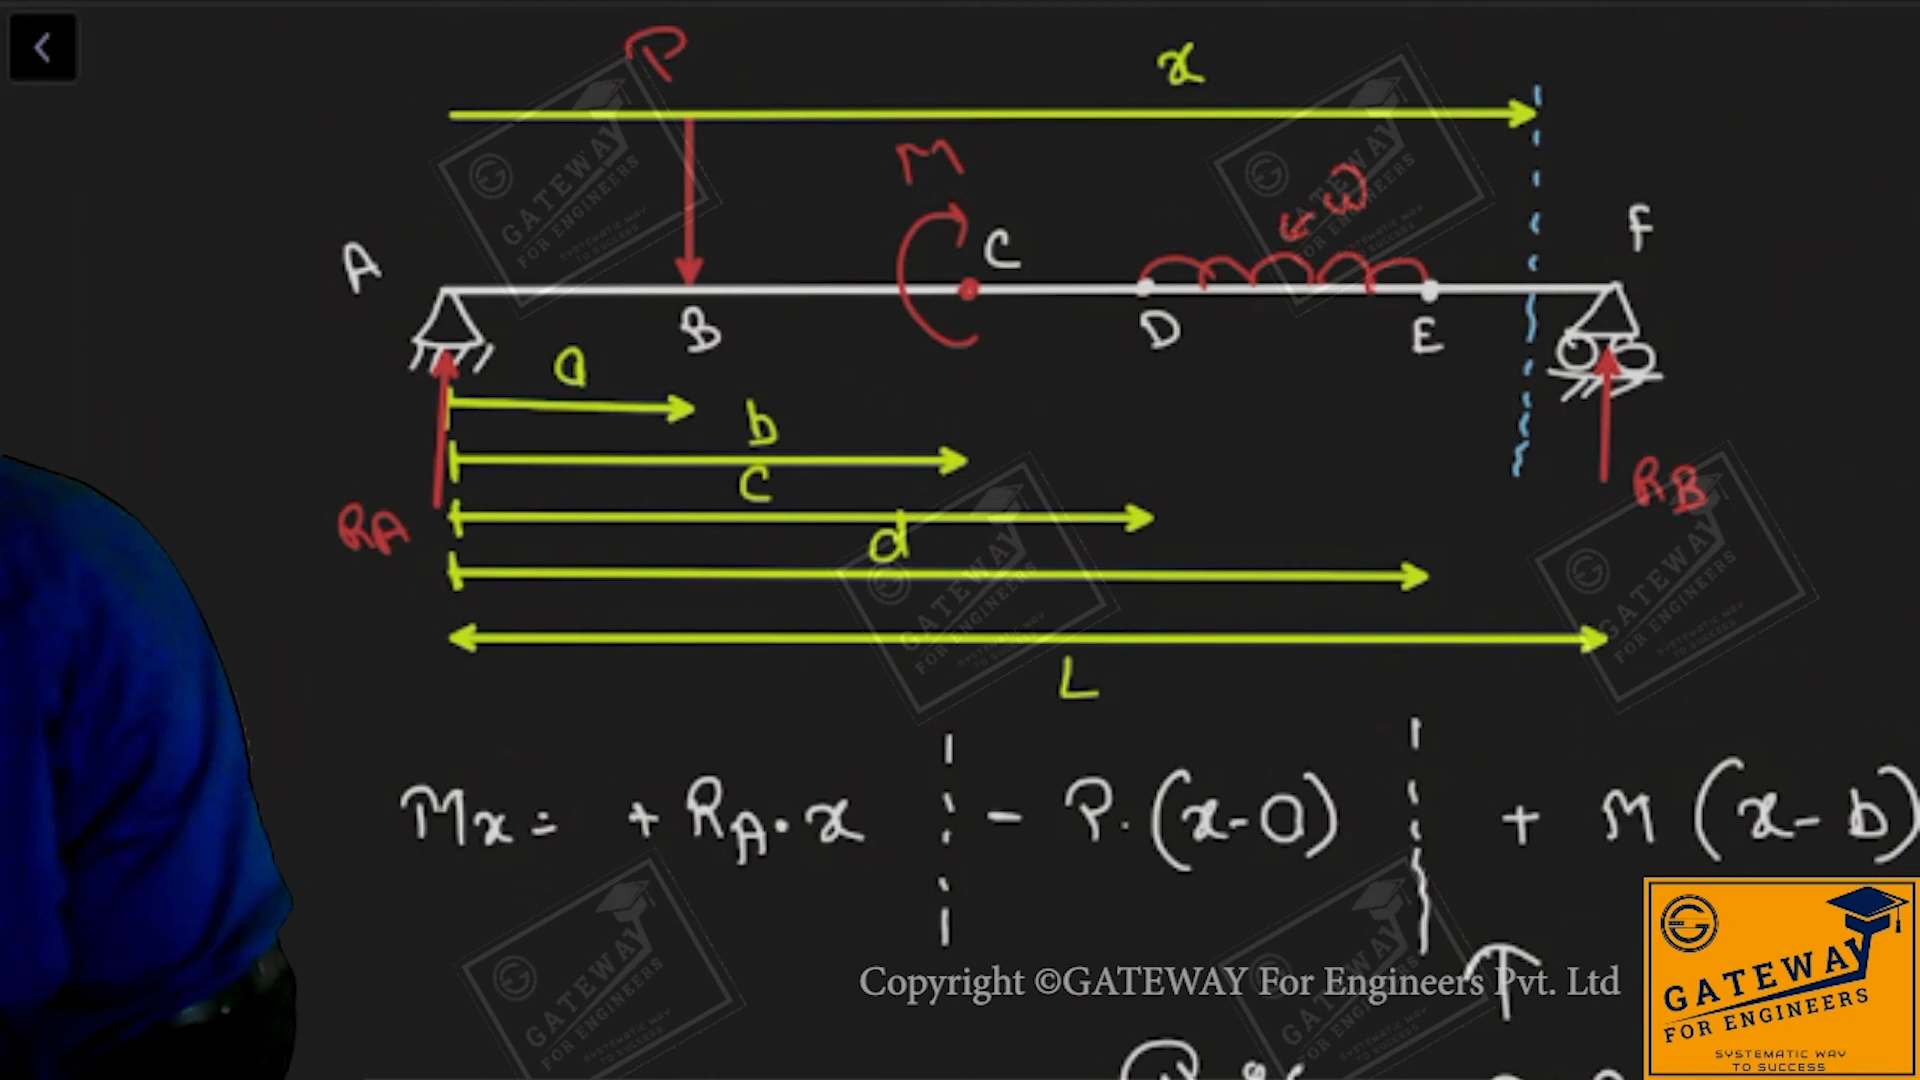 P
x
M
ω
A
B
C
D
E
F
a
b
c
d
RA
RB
L
Mx = + RA.x - P.(x-a) + M (x-b)
Copyright ©GATEWAY For Engineers Pvt. Ltd
GATEWAY
FOR ENGINEERS
SYSTEMATIC WAY
TO SUCCESS